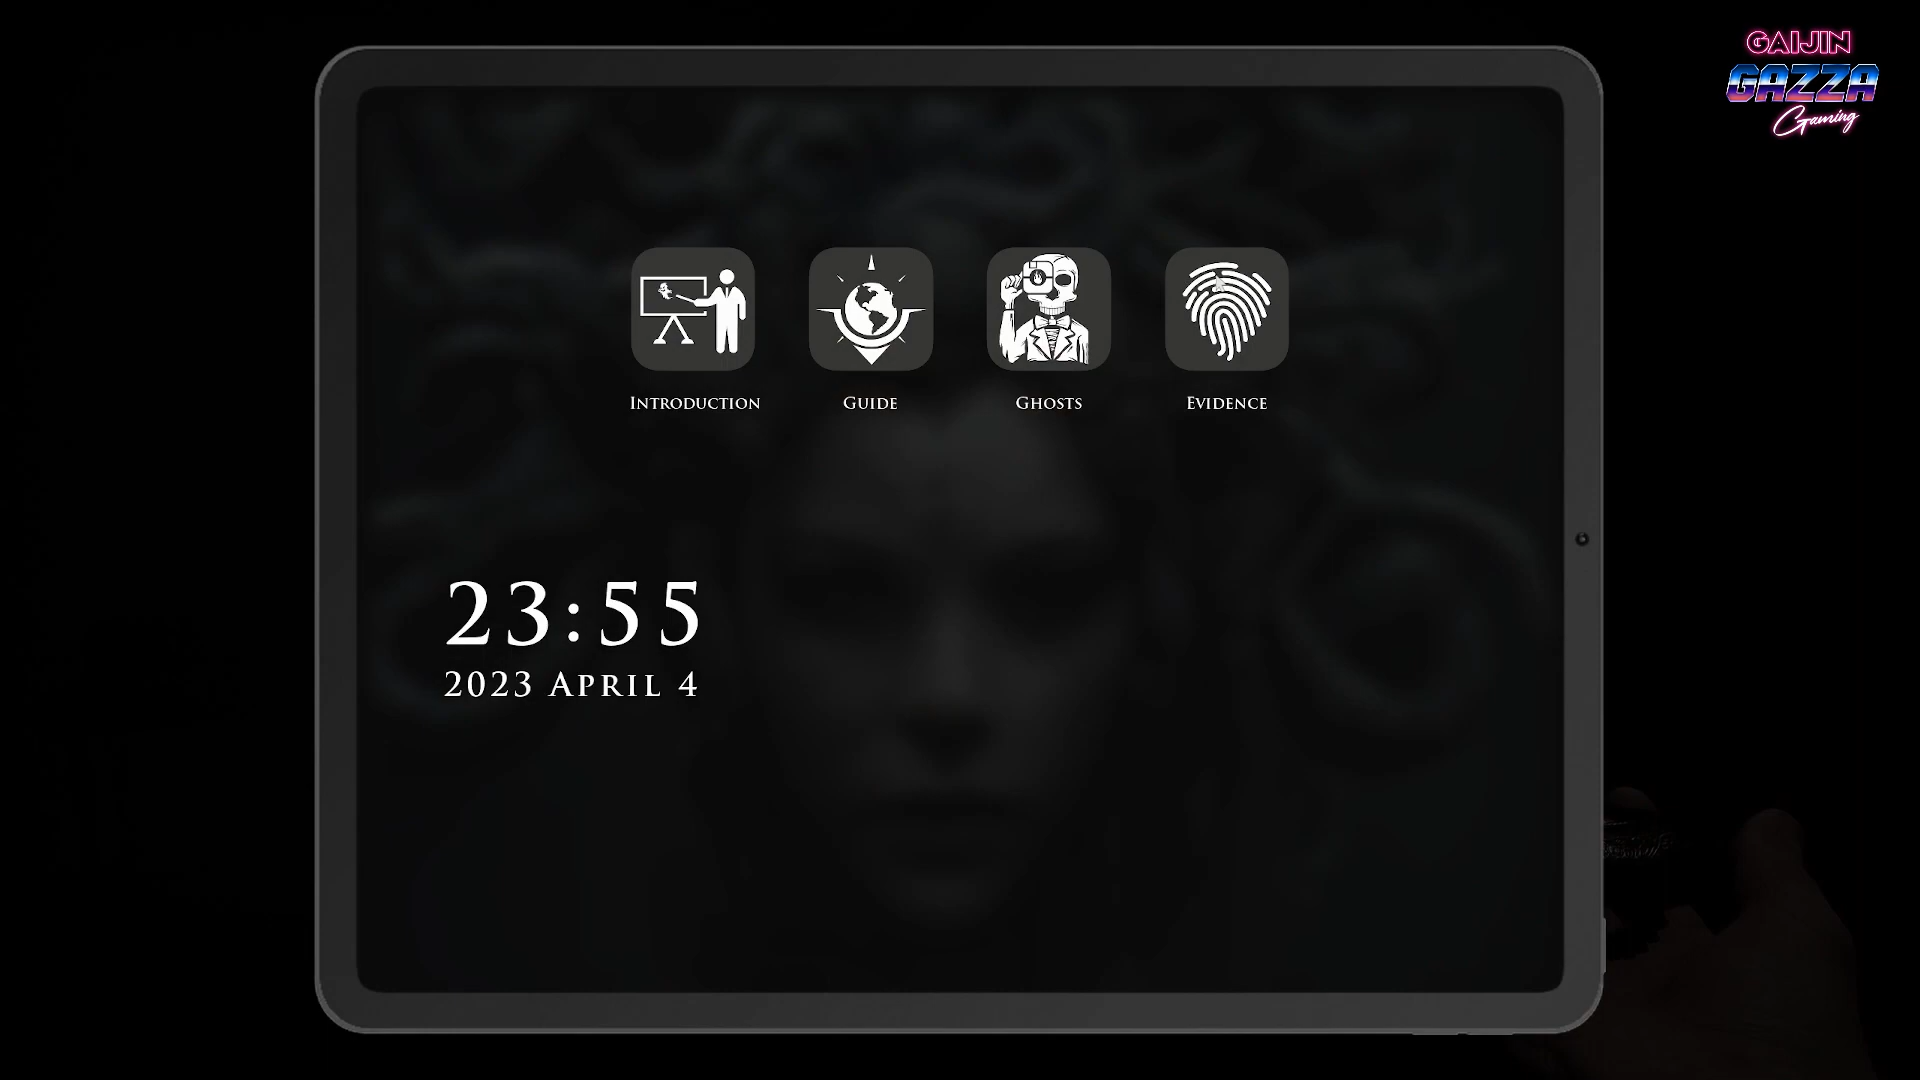 GAIJIN
GAZZA
Gaming
INTRODUCTION
GUIDE
GHOSTS
EVIDENCE
23:55
2023 APRIL 4